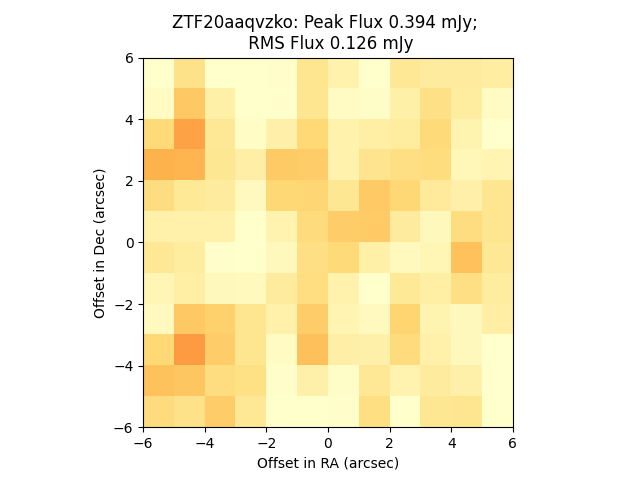 ZTF20aaqvzko: Peak Flux 0.394 mJy;
RMS Flux 0.126 mJy
6
4
2
0
−2
−4
−6
Offset in Dec (arcsec)
−6 −4 −2 0 2 4 6
Offset in RA (arcsec)